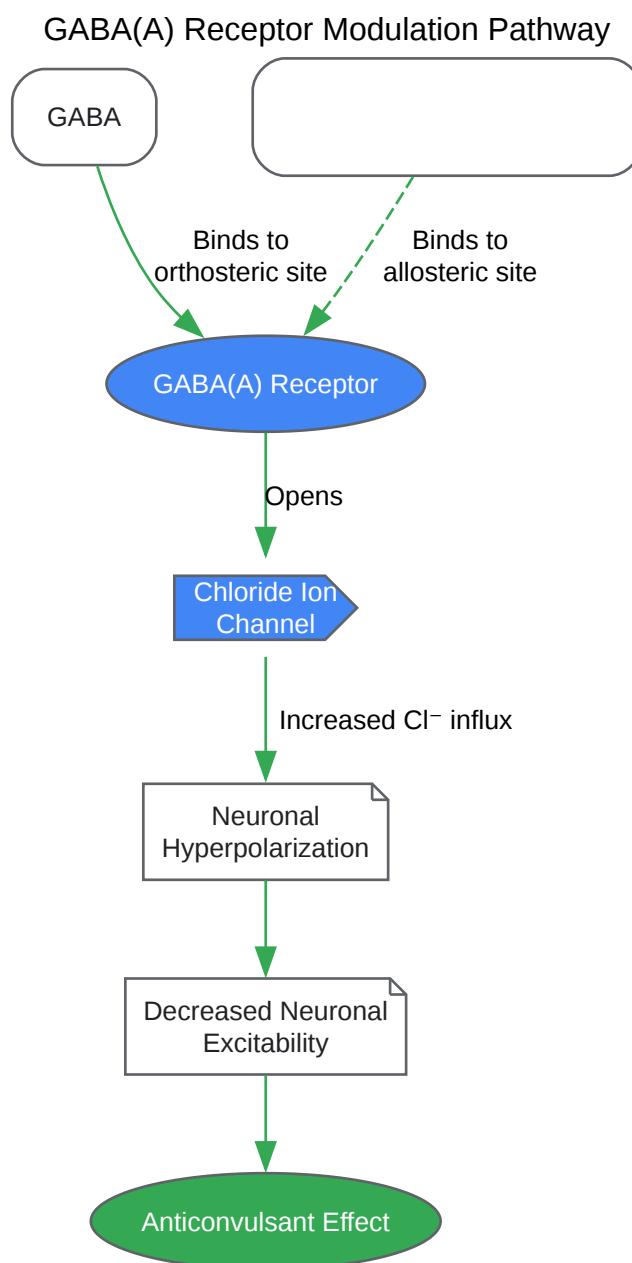 GABA(A) Receptor Modulation Pathway
GABA
Binds to
orthosteric site
Binds to
allosteric site
GABA(A) Receptor
Opens
Chloride Ion
Channel
Increased Cl⁻ influx
Neuronal
Hyperpolarization
Decreased Neuronal
Excitability
Anticonvulsant Effect